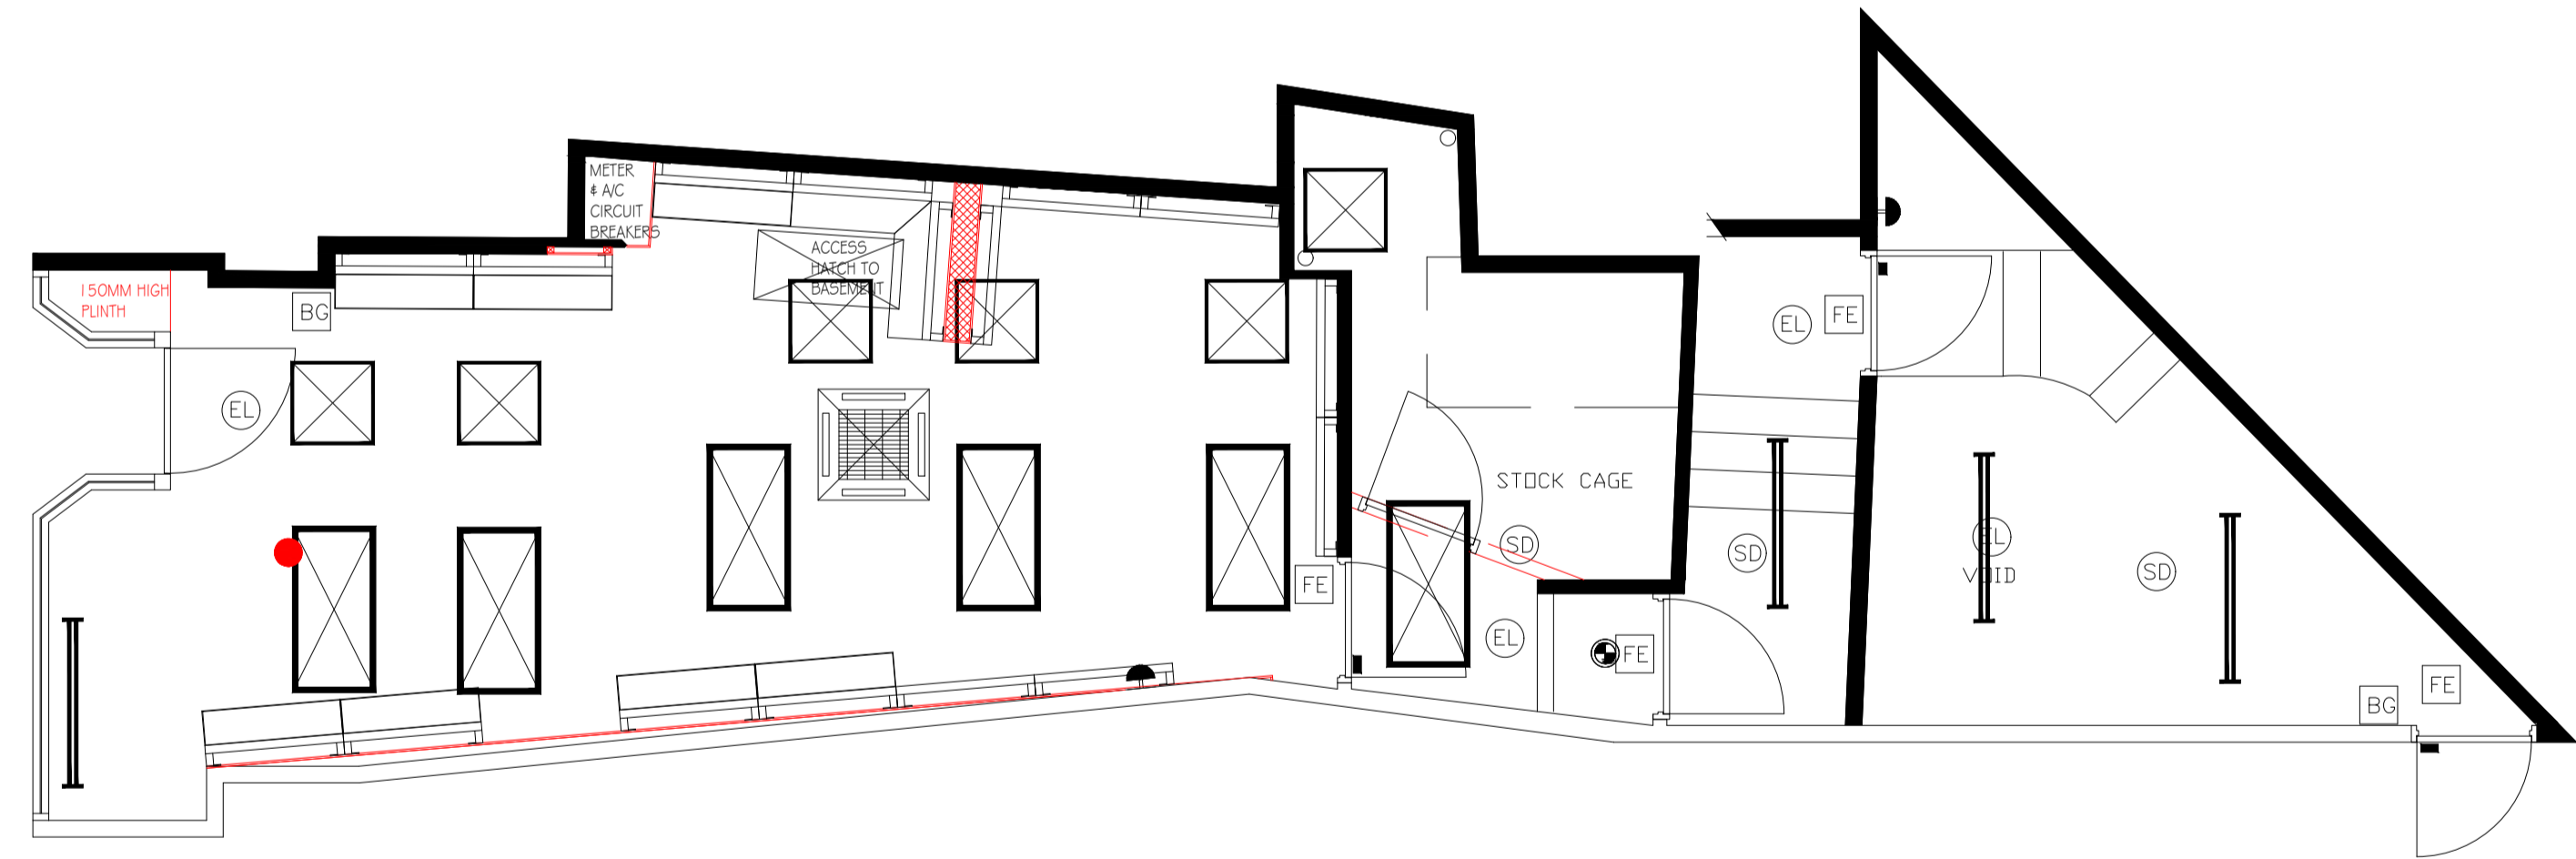 METER
& A/C
CIRCUIT
BREAKERS
ACCESS
HATCH TO
BASEMENT
150MM HIGH
PLINTH
BG
EL
EL
FE
STOCK CAGE
SD
SD
EL
VOID
SD
FE
EL
FE
BG
FE